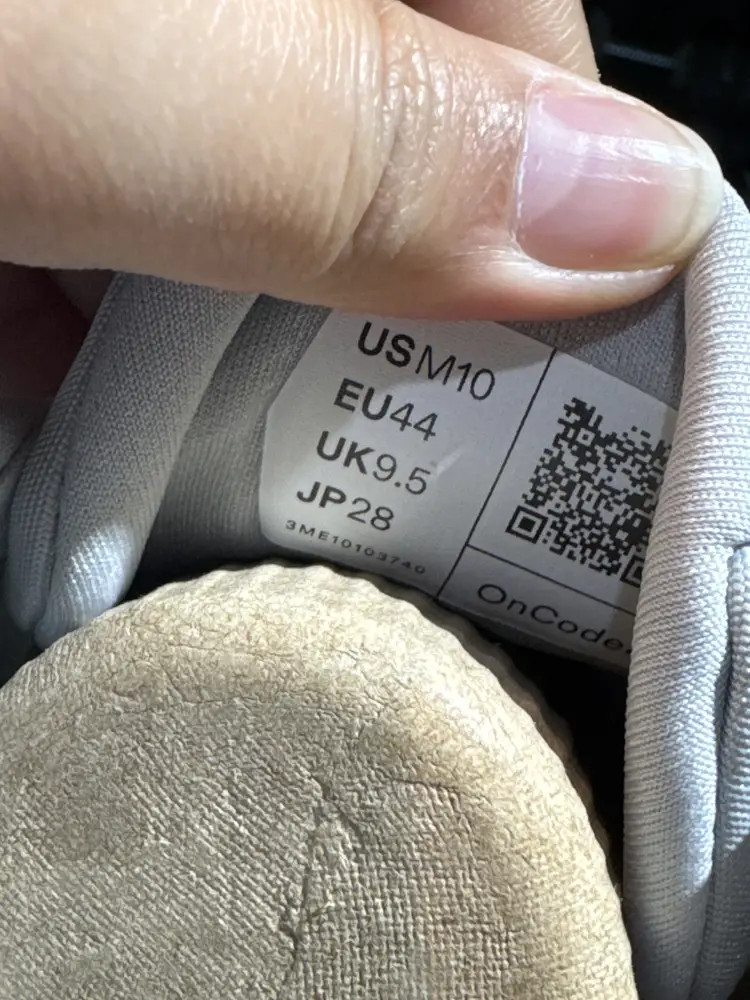 USM10
EU44
UK9.5
JP28
3ME10103740
OnCode.